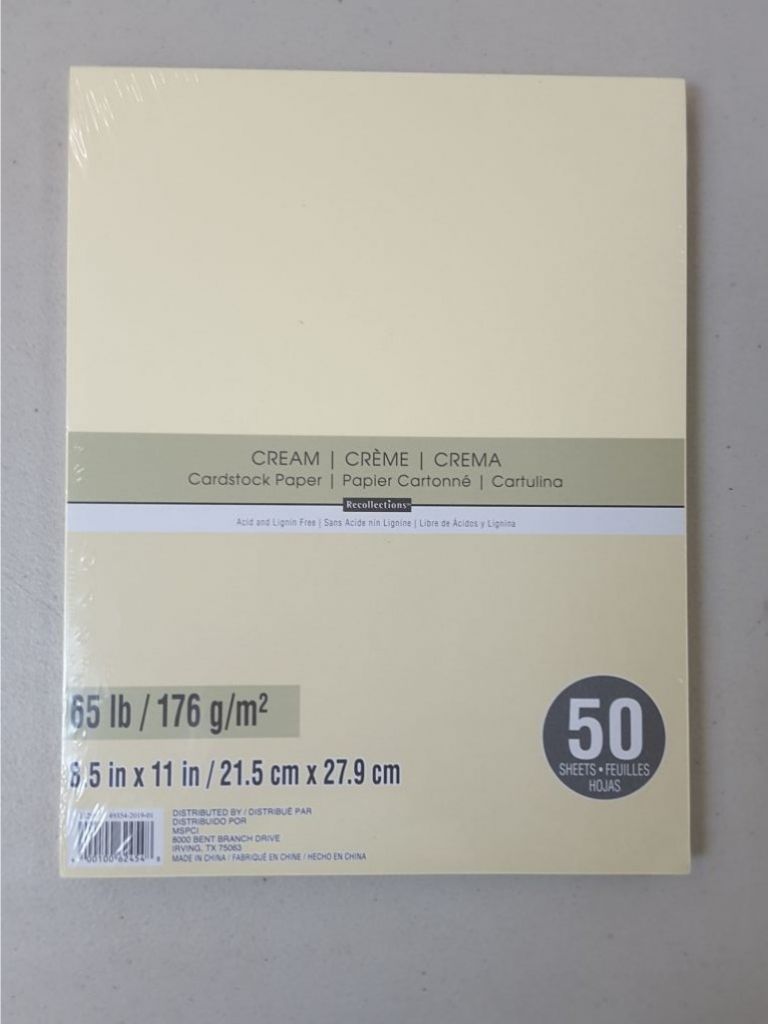 CREAM | CRÈME | CREMA
Cardstock Paper | Papier Cartonné | Cartulina
Recollections™
Acid and Lignin Free | Sans Acide nin Lignine | Libre de Ácidos y Lignina
65 lb / 176 g/m²
8.5 in x 11 in / 21.5 cm x 27.9 cm
50
SHEETS • FEUILLES
HOJAS
DISTRIBUTED BY / DISTRIBUÉ PAR
DISTRIBUIDO POR
MSPCI
8000 BENT BRANCH DRIVE
IRVING, TX 75063
MADE IN CHINA / FABRIQUÉ EN CHINE / HECHO EN CHINA
00100 62454